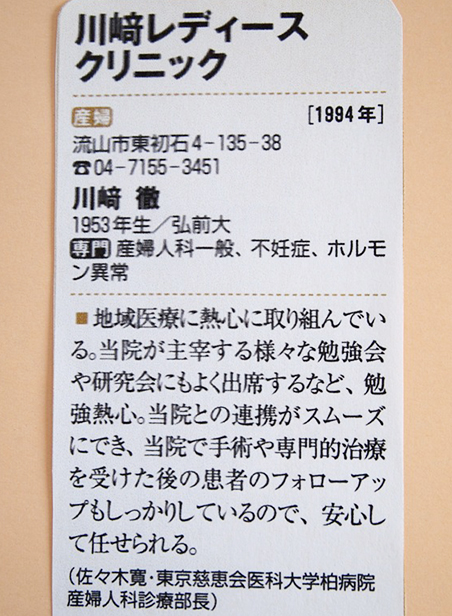 川﨑レディース
クリニック
産婦 [1994年]
流山市東初石4-135-38
☎04-7155-3451
川﨑 徹
1953年生／弘前大
専門 産婦人科一般、不妊症、ホルモ
ン異常
■地域医療に熱心に取り組んでい
る。当院が主宰する様々な勉強会
や研究会にもよく出席するなど、勉
強熱心。当院との連携がスムーズ
にでき、当院で手術や専門的治療
を受けた後の患者のフォローアッ
プもしっかりしているので、安心し
て任せられる。
（佐々木寛・東京慈恵会医科大学柏病院
産婦人科診療部長）